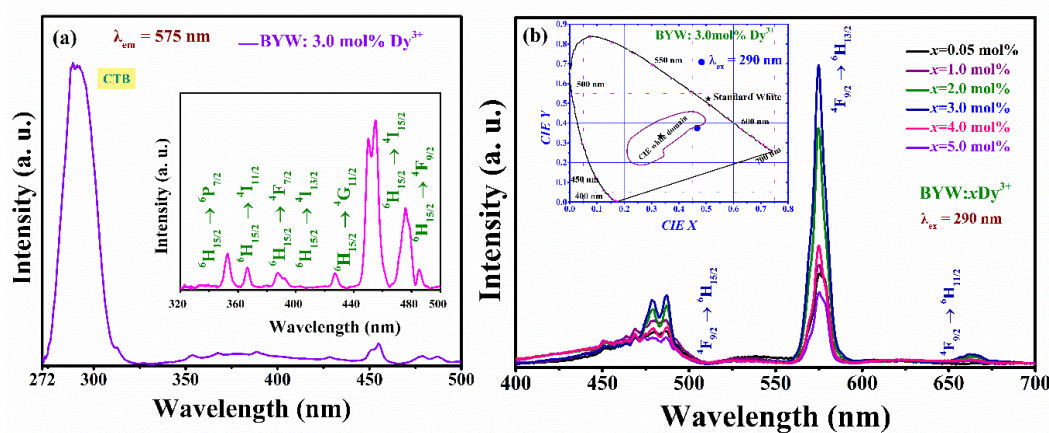 (a)
λem = 575 nm
BYW: 3.0 mol% Dy³⁺
CTB
Intensity (a. u.)
Intensity (a. u.)
⁶H15/2 → ⁶P7/2
⁶H15/2 → ⁴I11/2
⁶H15/2 → ⁴F7/2
⁶H15/2 → ⁴I13/2
⁶H15/2 → ⁴G11/2
⁶H15/2 → ⁴I15/2
⁶H15/2 → ⁴F9/2
320 340 360 380 400 420 440 460 480 500
Wavelength (nm)
272 300 350 400 450 500
Wavelength (nm)
(b)
BYW: 3.0mol% Dy³⁺
λex = 290 nm
550 nm
500 nm
Standard White
600 nm
CIE white domain
700 nm
450 nm
400 nm
CIE Y
0.9
0.8
0.7
0.6
0.5
0.4
0.3
0.2
0.1
0.0
0.0 0.1 0.2 0.3 0.4 0.5 0.6 0.7 0.8
CIE X
⁴F9/2 → ⁶H13/2
x=0.05 mol%
x=1.0 mol%
x=2.0 mol%
x=3.0 mol%
x=4.0 mol%
x=5.0 mol%
BYW:xDy³⁺
λex = 290 nm
⁴F9/2 → ⁶H15/2
⁴F9/2 → ⁶H11/2
Intensity (a. u.)
400 450 500 550 600 650 700
Wavelength (nm)